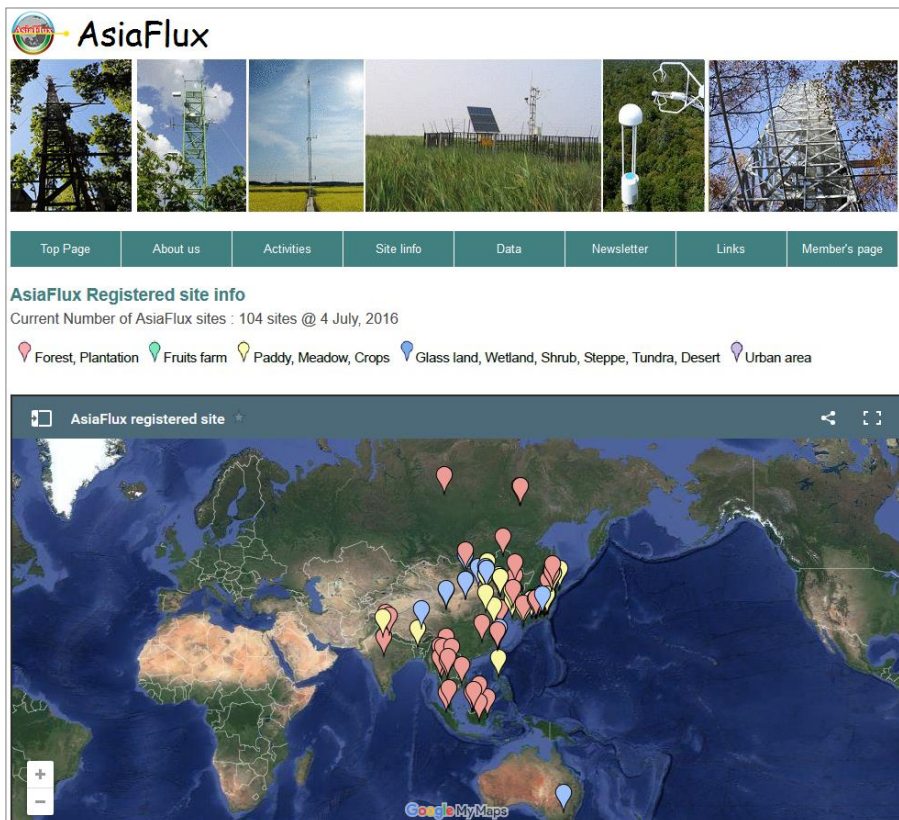 AsiaFlux
AsiaFlux
Top Page About us Activities Site Iinfo Data Newsletter Links Member's page
AsiaFlux Registered site info
Current Number of AsiaFlux sites : 104 sites @ 4 July, 2016
Forest, Plantation Fruits farm Paddy, Meadow, Crops Glass land, Wetland, Shrub, Steppe, Tundra, Desert Urban area
AsiaFlux registered site
+
−
Google My Maps